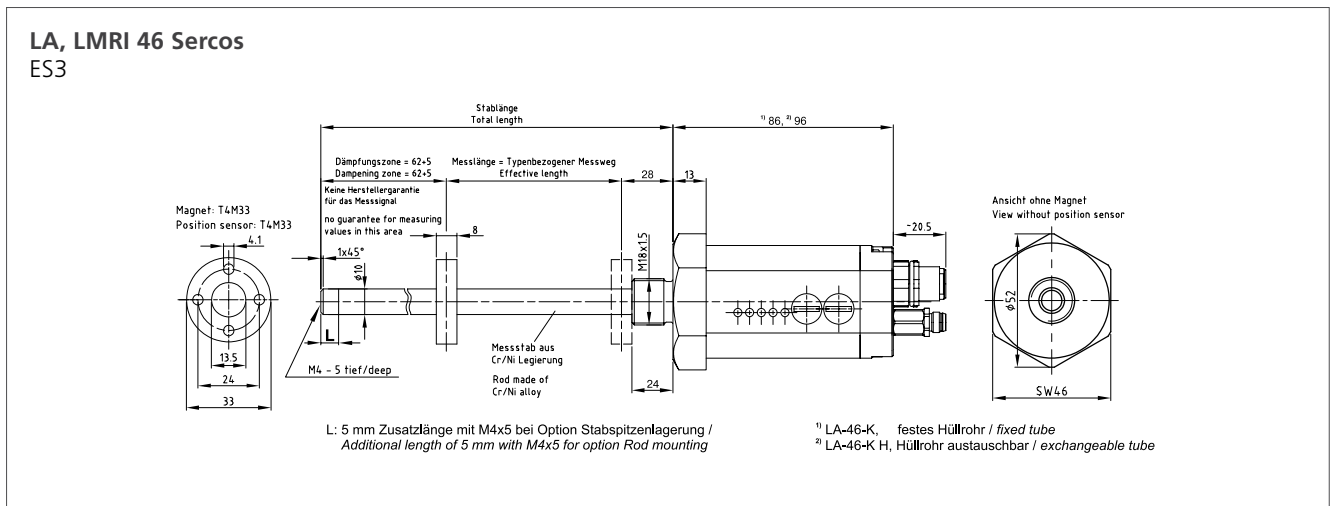 LA, LMRI 46 Sercos
ES3
Stablänge
Total length
¹⁾ 86, ²⁾ 96
Dämpfungszone = 62+5
Dampening zone = 62+5
Messlänge = Typenbezogener Messweg
Effective length
28
13
Keine Herstellergarantie
für das Messsignal
no guarantee for measuring
values in this area
8
Magnet: T4M33
Position sensor: T4M33
4.1
1x45°
ø10
M18x1.5
~20.5
Ansicht ohne Magnet
View without position sensor
ø52
L
13.5
24
33
M4 - 5 tief/deep
Messstab aus
Cr/Ni Legierung
Rod made of
Cr/Ni alloy
24
SW46
L: 5 mm Zusatzlänge mit M4x5 bei Option Stabspitzenlagerung /
Additional length of 5 mm with M4x5 for option Rod mounting
¹⁾ LA-46-K, festes Hüllrohr / fixed tube
²⁾ LA-46-K H, Hüllrohr austauschbar / exchangeable tube